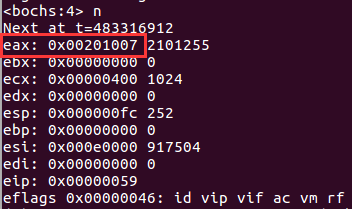 <bochs:4> n
Next at t=483316912
eax: 0x00201007 2101255
ebx: 0x00000000 0
ecx: 0x00000400 1024
edx: 0x00000000 0
esp: 0x000000fc 252
ebp: 0x00000000 0
esi: 0x000e0000 917504
edi: 0x00000000 0
eip: 0x00000059
eflags 0x00000046: id vip vif ac vm rf